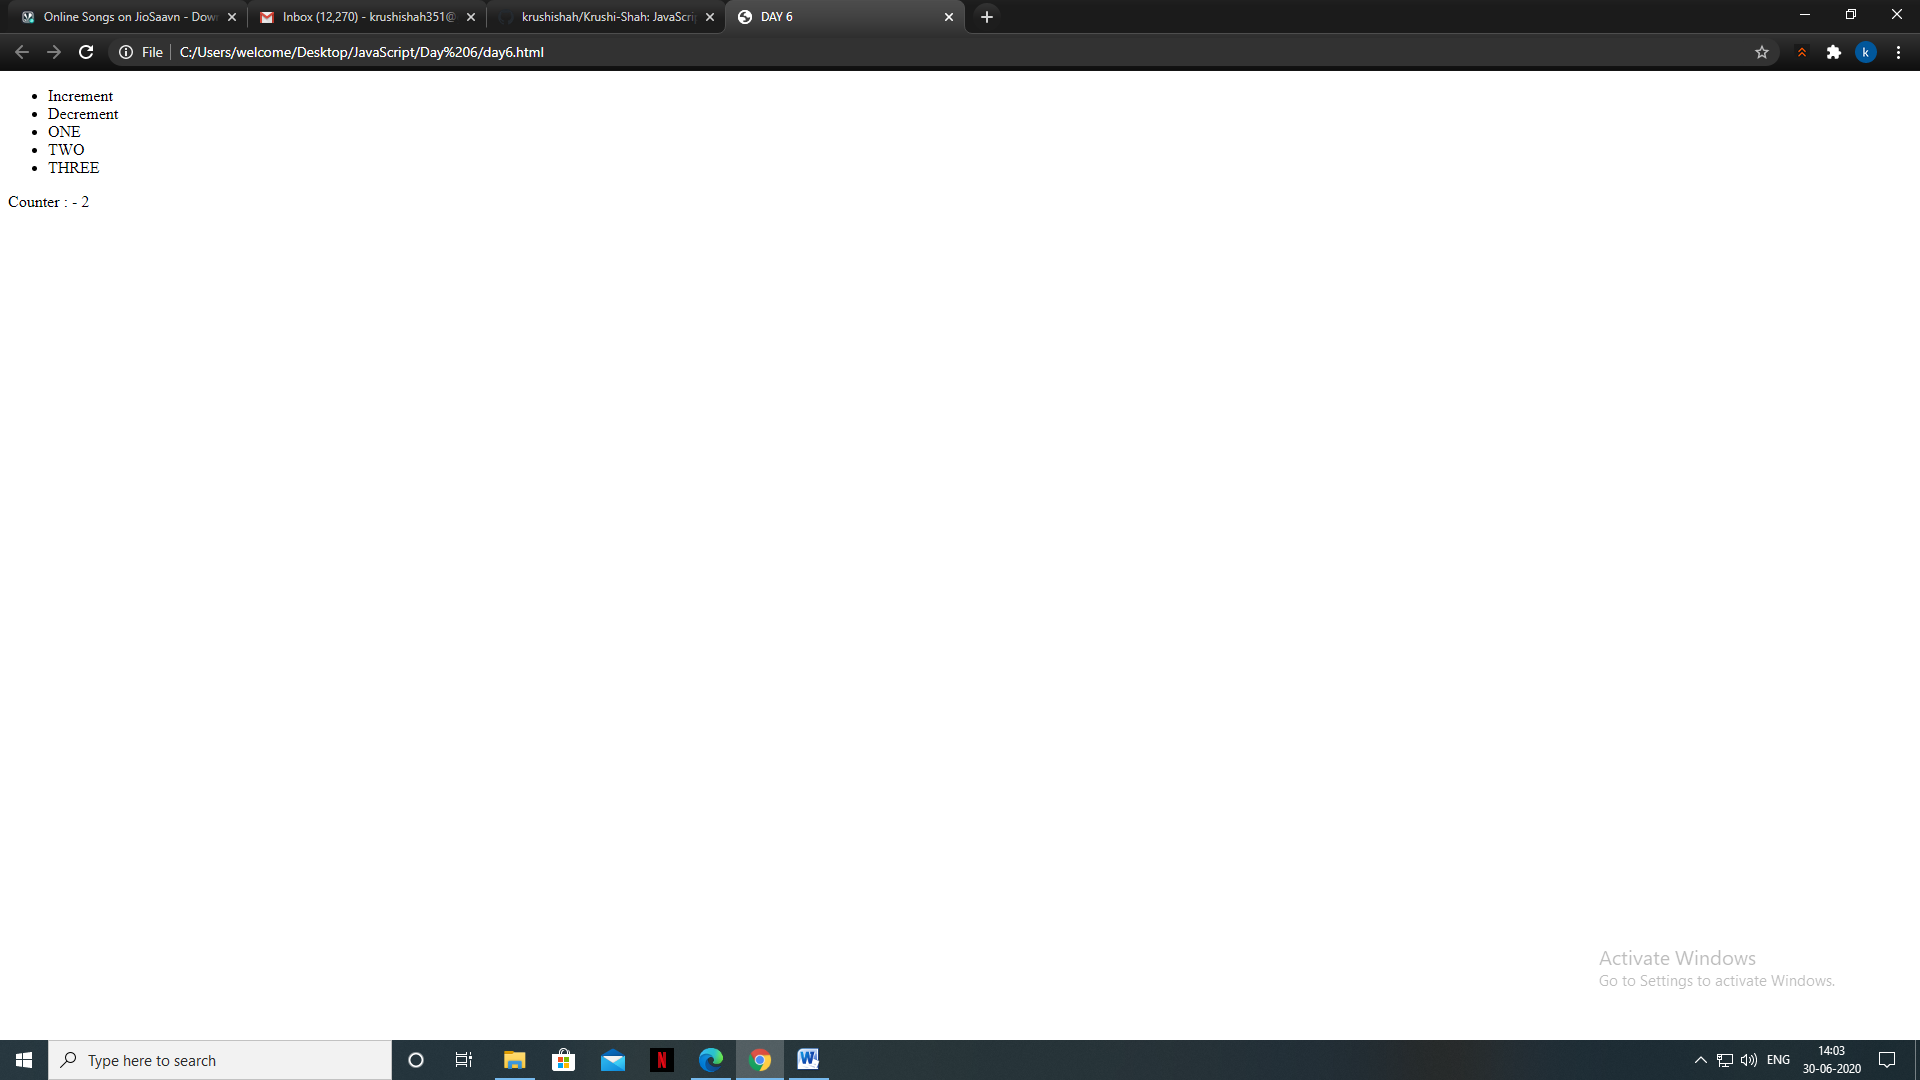 Online Songs on JioSaavn - Dow
Inbox (12,270) - krushishah351@
krushishah/Krushi-Shah: JavaScri
DAY 6
File
C:/Users/welcome/Desktop/JavaScript/Day%206/day6.html
k
• Increment
• Decrement
• ONE
• TWO
• THREE
Counter : - 2
Activate Windows
Go to Settings to activate Windows.
Type here to search
N
W
ENG
14:03
30-06-2020